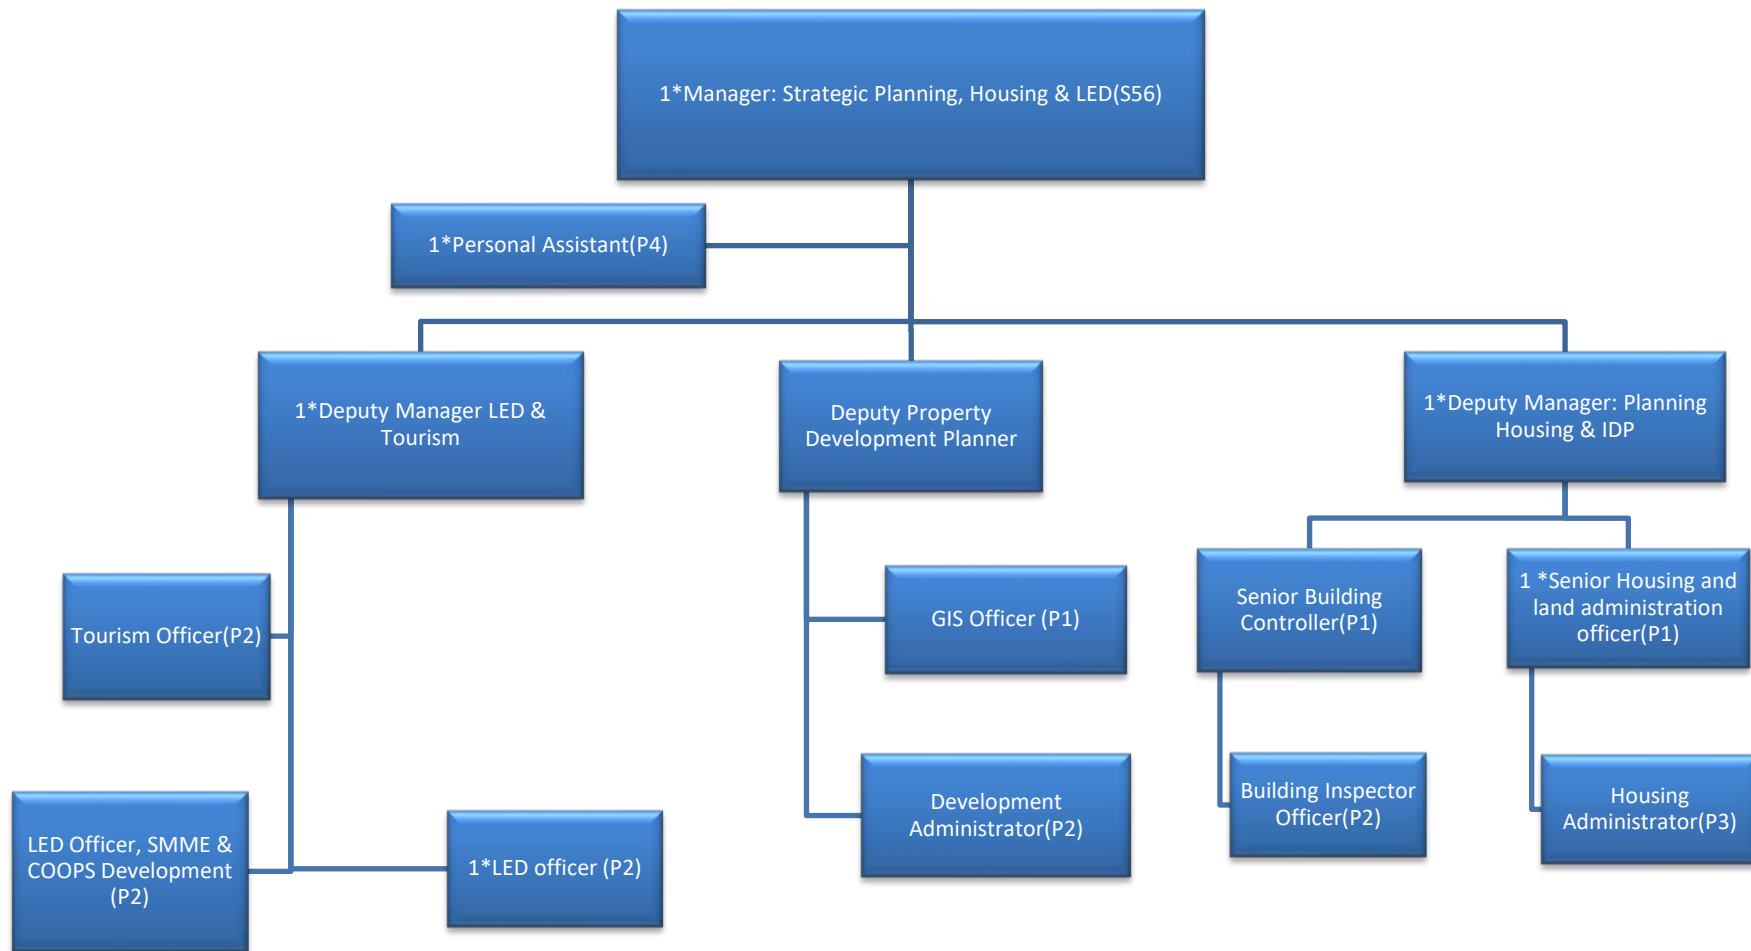 1*Manager: Strategic Planning, Housing & LED(S56)
1*Personal Assistant(P4)
1*Deputy Manager LED &
Tourism
Deputy Property
Development Planner
1*Deputy Manager: Planning
Housing & IDP
Tourism Officer(P2)
GIS Officer (P1)
Senior Building
Controller(P1)
1 *Senior Housing and
land administration
officer(P1)
LED Officer, SMME &
COOPS Development
(P2)
1*LED officer (P2)
Development
Administrator(P2)
Building Inspector
Officer(P2)
Housing
Administrator(P3)